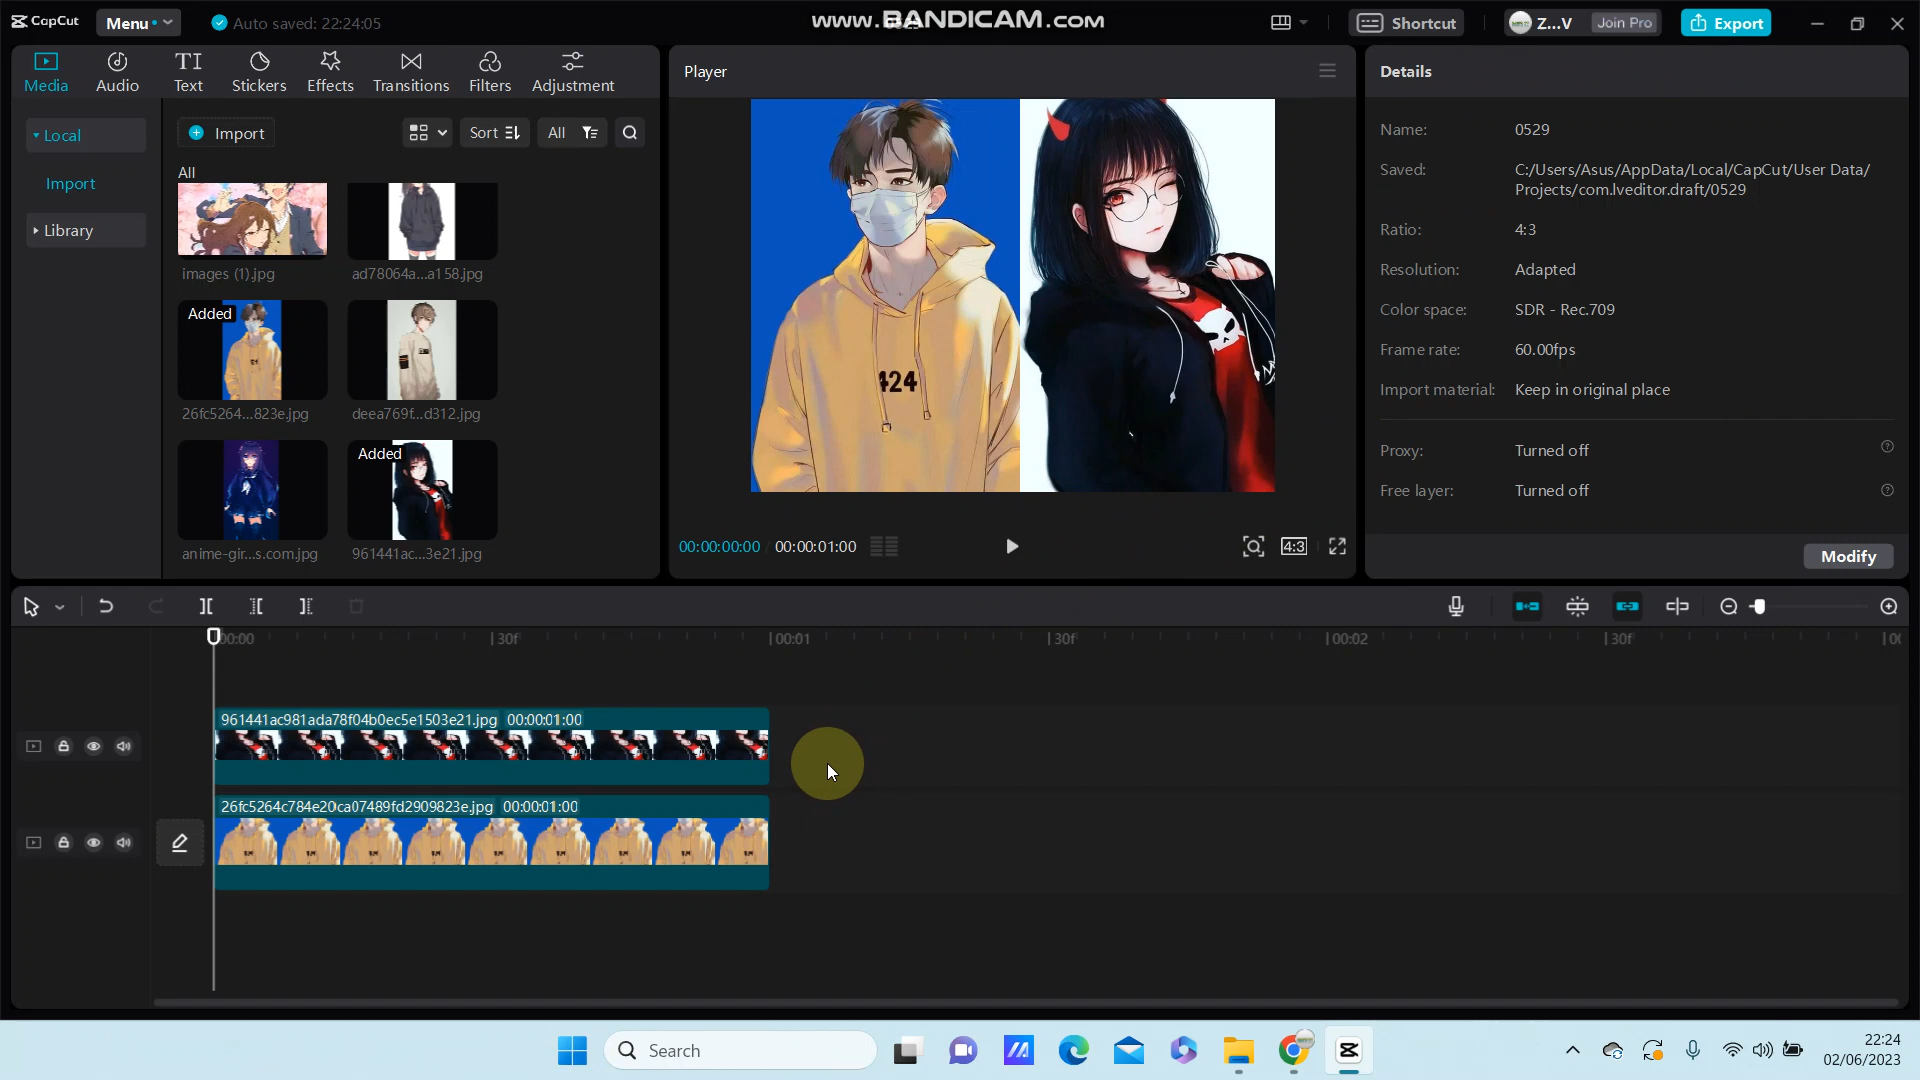 CapCut
Menu
Auto saved: 22:24:05
www.BANDICAM.com
Shortcut
Z...V
Join Pro
Export
Media
Audio
Text
Stickers
Effects
Transitions
Filters
Adjustment
Local
Import
Library
Import
Sort
All
All
images (1).jpg
ad78064a...a158.jpg
Added
26fc5264...823e.jpg
deea769f...d312.jpg
anime-gir...s.com.jpg
Added
961441ac...3e21.jpg
Player
424
00:00:00:00
00:00:01:00
4:3
Details
Name:
0529
Saved:
C:/Users/Asus/AppData/Local/CapCut/User Data/
Projects/com.lveditor.draft/0529
Ratio:
4:3
Resolution:
Adapted
Color space:
SDR - Rec.709
Frame rate:
60.00fps
Import material:
Keep in original place
Proxy:
Turned off
Free layer:
Turned off
Modify
00:00
30f
00:01
30f
00:02
30f
961441ac981ada78f04b0ec5e1503e21.jpg 00:00:01:00
26fc5264c784e20ca07489fd2909823e.jpg 00:00:01:00
Search
22:24
02/06/2023